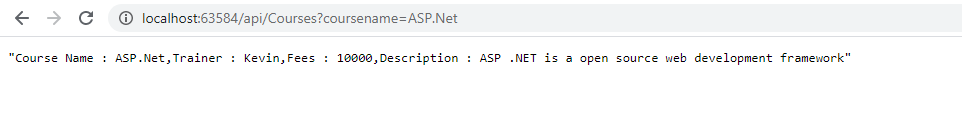 localhost:63584/api/Courses?coursename=ASP.Net
"Course Name : ASP.Net,Trainer : Kevin,Fees : 10000,Description : ASP .NET is a open source web development framework"